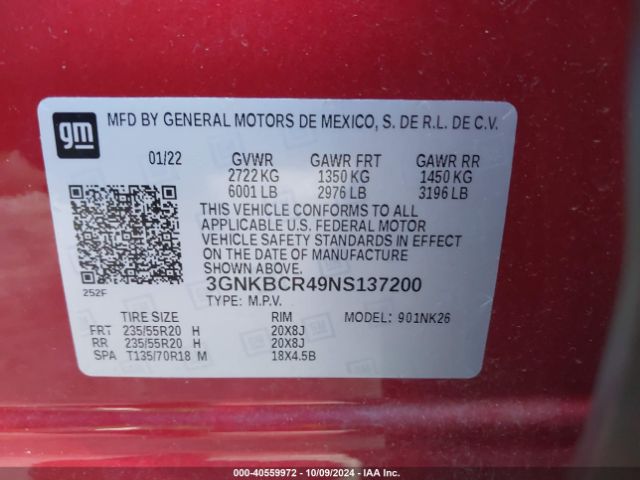 gm
MFD BY GENERAL MOTORS DE MEXICO, S. DE R.L. DE C.V.
01/22 GVWR GAWR FRT GAWR RR
2722 KG 1350 KG 1450 KG
6001 LB 2976 LB 3196 LB
THIS VEHICLE CONFORMS TO ALL
APPLICABLE U.S. FEDERAL MOTOR
VEHICLE SAFETY STANDARDS IN EFFECT
ON THE DATE OF MANUFACTURE
SHOWN ABOVE.
252F
3GNKBCR49NS137200
TYPE: M.P.V.
TIRE SIZE RIM MODEL: 901NK26
FRT 235/55R20 H 20X8J
RR 235/55R20 H 20X8J
SPA T135/70R18 M 18X4.5B
000-40559972 • 10/09/2024 • IAA Inc.